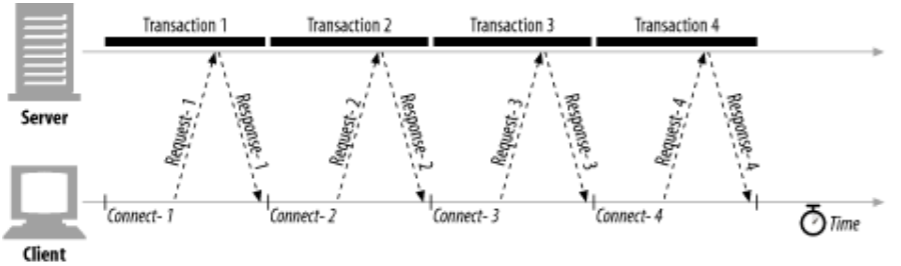 Transaction 1
Transaction 2
Transaction 3
Transaction 4
Server
Request- 1
Response- 1
Request- 2
Response- 2
Request- 3
Response- 3
Request- 4
Response- 4
Connect- 1
Connect- 2
Connect- 3
Connect- 4
Time
Client